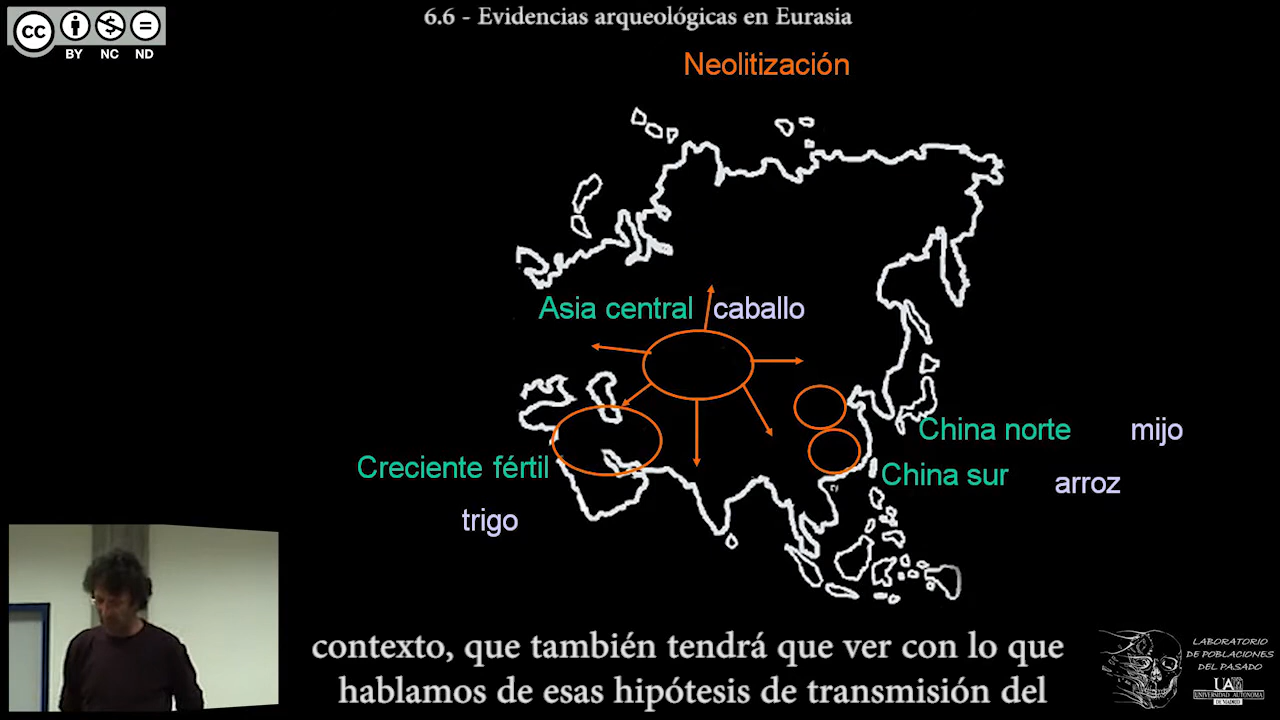 6.6 - Evidencias arqueológicas en Eurasia
BY NC ND
Neolitización
Asia central caballo
China norte mijo
Creciente fértil
China sur arroz
trigo
contexto, que también tendrá que ver con lo que
hablamos de esas hipótesis de transmisión del
LABORATORIO
DE POBLACIONES
DEL PASADO
UA
UNIVERSIDAD AUTONOMA
DE MADRID